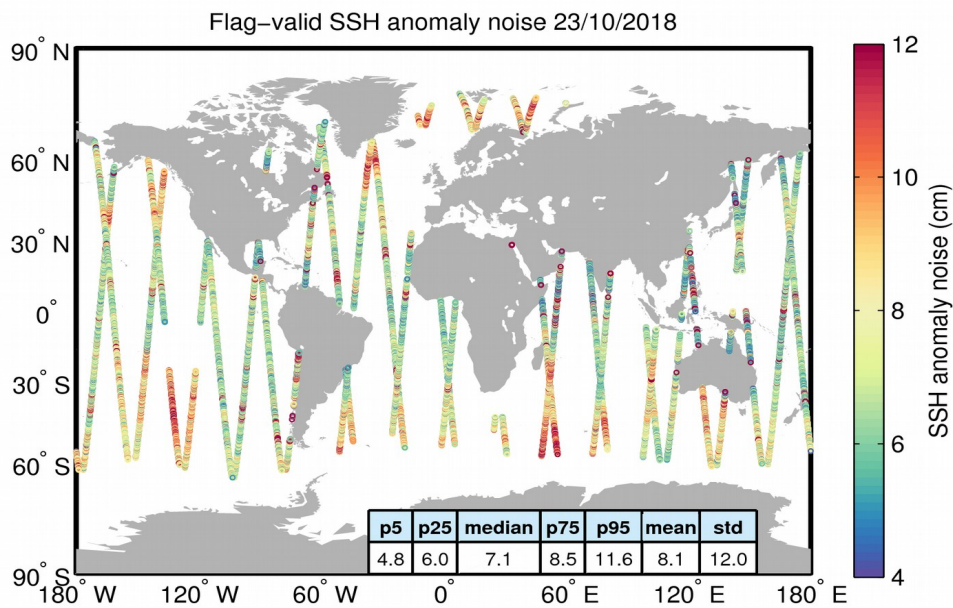 Flag−valid SSH anomaly noise 23/10/2018
90° N
60° N
30° N
0°
30° S
60° S
90° S
180° W
120° W
60° W
0°
60° E
120° E
180° E
p5 p25 median p75 p95 mean std
4.8 6.0 7.1 8.5 11.6 8.1 12.0
12
10
8
6
4
SSH anomaly noise (cm)